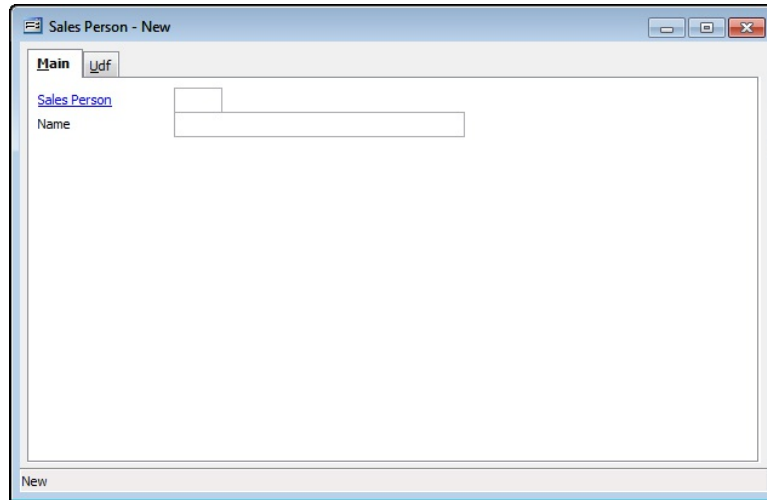 Sales Person - New
Main Udf
Sales Person
Name
New